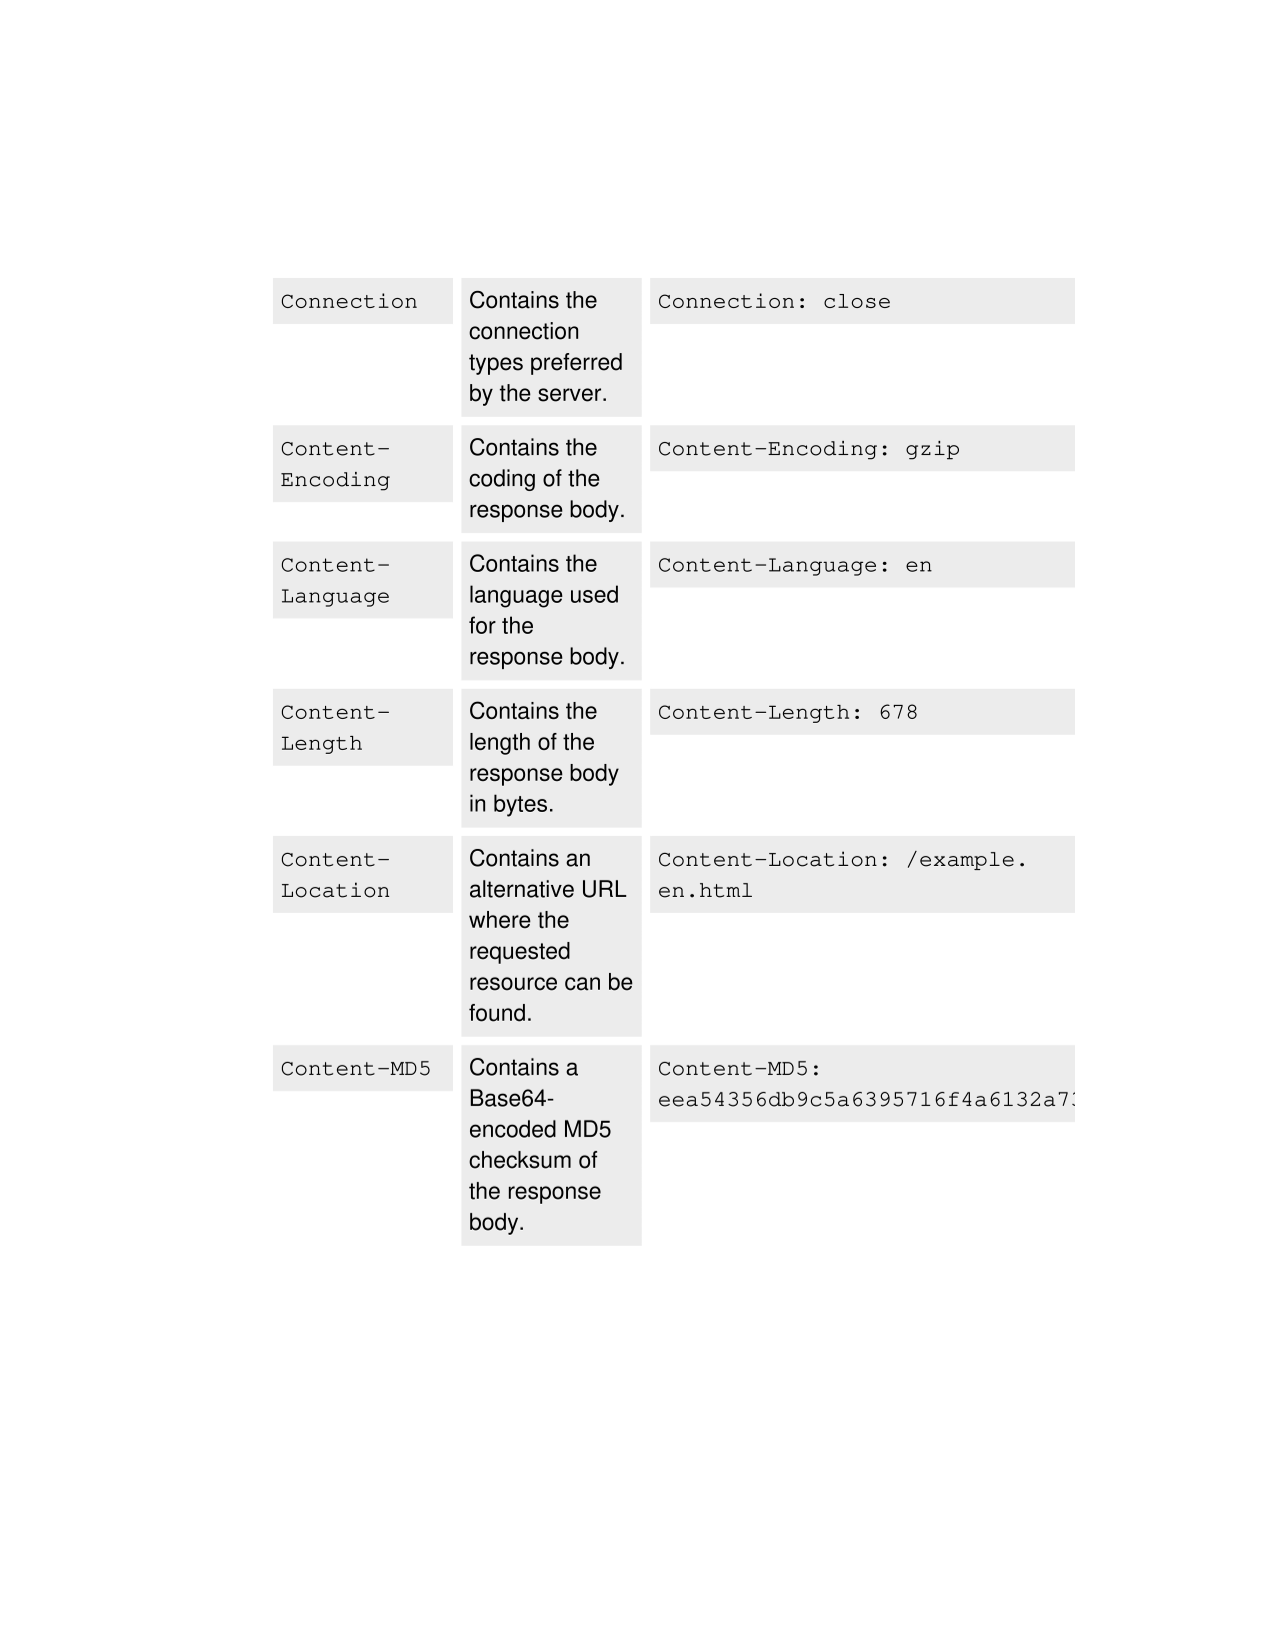 Connection
Contains the
connection
types preferred
by the server.
Connection: close
Content-
Encoding
Contains the
coding of the
response body.
Content-Encoding: gzip
Content-
Language
Contains the
language used
for the
response body.
Content-Language: en
Content-
Length
Contains the
length of the
response body
in bytes.
Content-Length: 678
Content-
Location
Contains an
alternative URL
where the
requested
resource can be
found.
Content-Location: /example.
en.html
Content-MD5
Contains a
Base64-
encoded MD5
checksum of
the response
body.
Content-MD5:
eea54356db9c5a6395716f4a6132a73